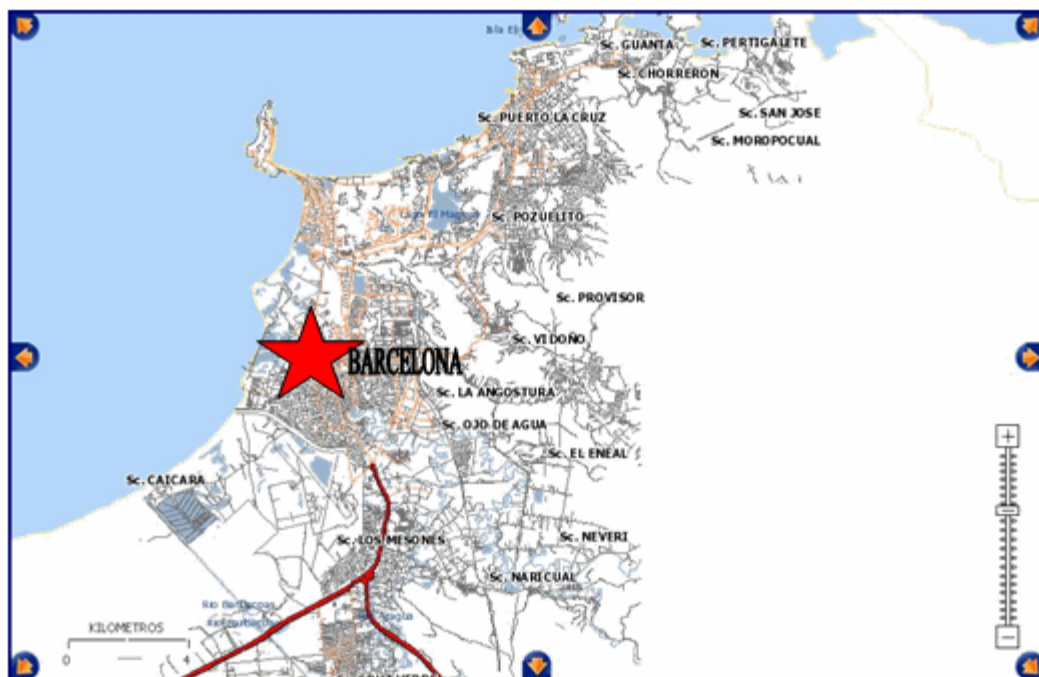 Isla El
Sc. GUANTA
Sc. PERTIGALETE
Sc. CHORRERON
Sc. SAN JOSE
Sc. PUERTO LA CRUZ
Sc. MOROPOCUAL
Sc. POZUELITO
Sc. PROVISOR
Sc. VIDOÑO
BARCELONA
Sc. LA ANGOSTURA
Sc. OJO DE AGUA
Sc. EL ENEAL
Sc. CAICARA
Sc. LOS MESONES
Sc. NEVERI
Sc. NARICUAL
KILOMETROS
0 4